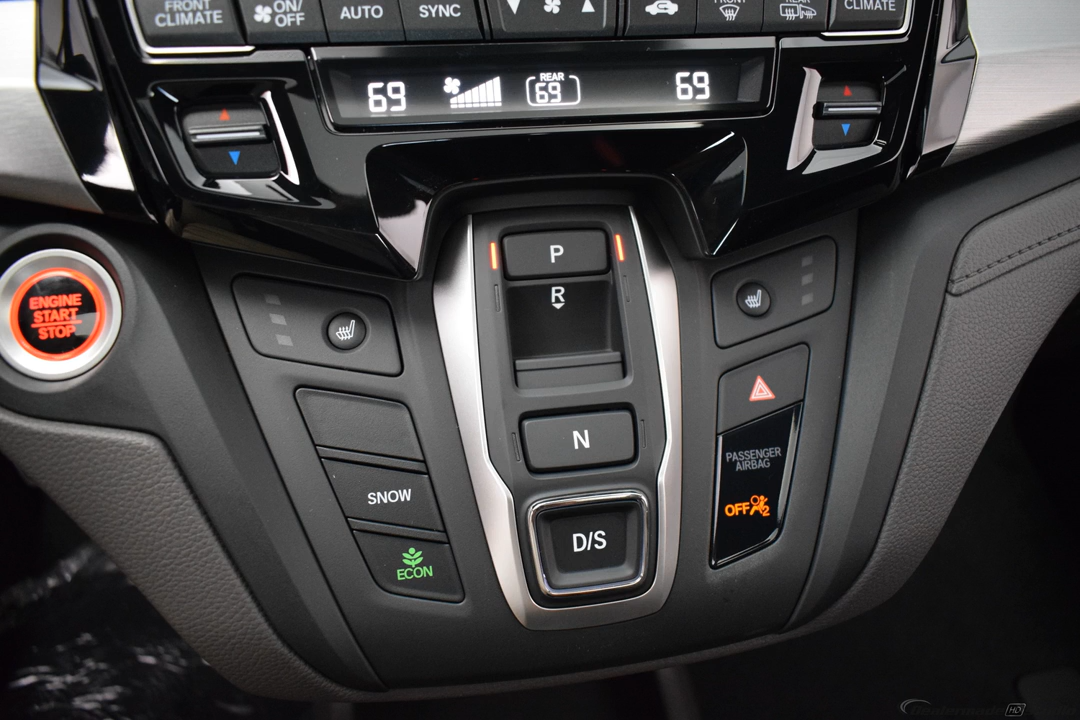 FRONT
CLIMATE
ON/
OFF
AUTO
SYNC
FRONT
REAR
CLIMATE
69
REAR
69
69
ENGINE
START
STOP
P
R
N
D/S
SNOW
ECON
PASSENGER
AIRBAG
OFF 2